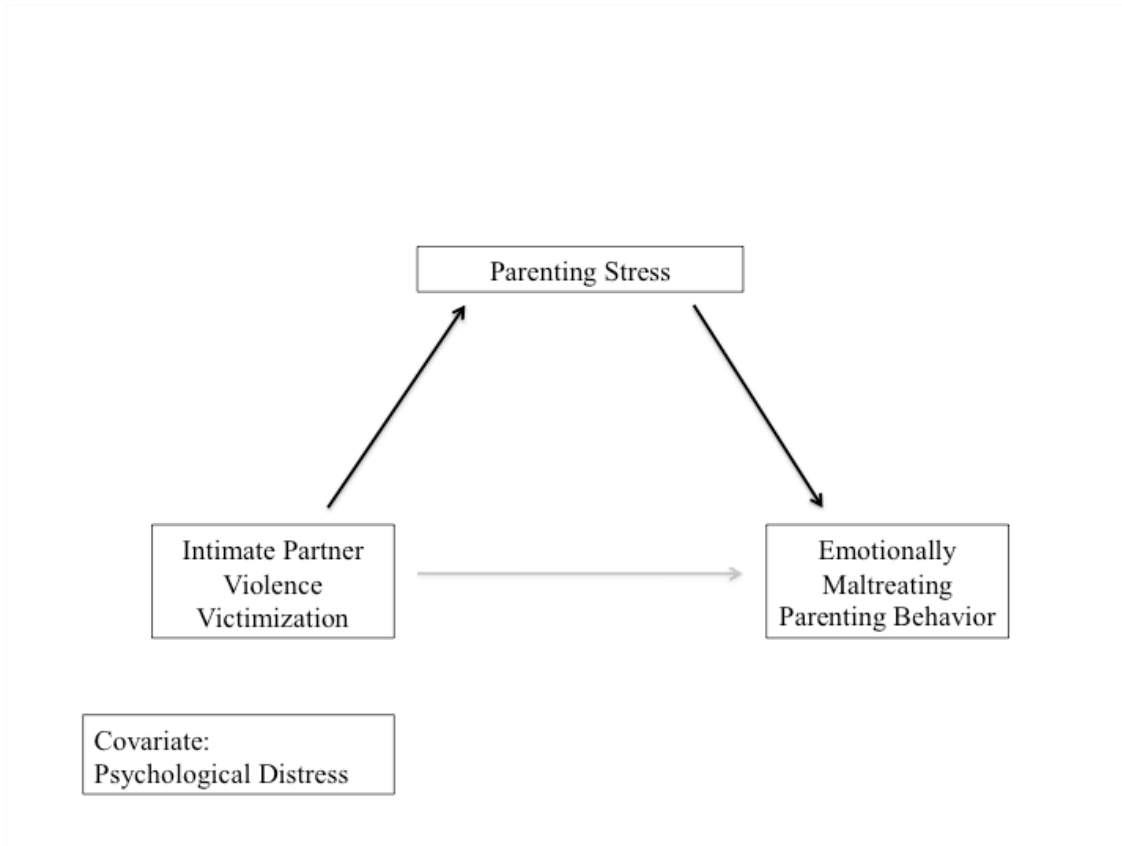 Parenting Stress
Intimate Partner
Violence
Victimization
Emotionally
Maltreating
Parenting Behavior
Covariate:
Psychological Distress